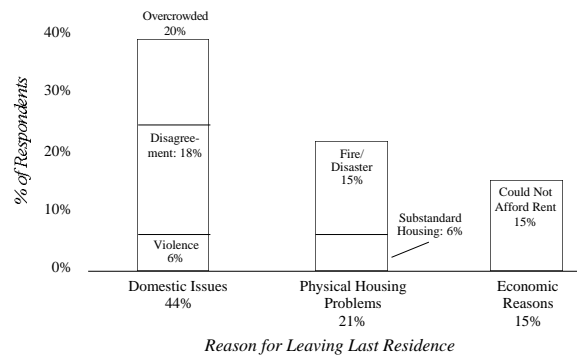 Overcrowded
20%
40%
30%
20%
10%
0%
% of Respondents
Disagree-
ment: 18%
Violence
6%
Fire/
Disaster
15%
Substandard
Housing: 6%
Could Not
Afford Rent
15%
Domestic Issues
44%
Physical Housing
Problems
21%
Economic
Reasons
15%
Reason for Leaving Last Residence